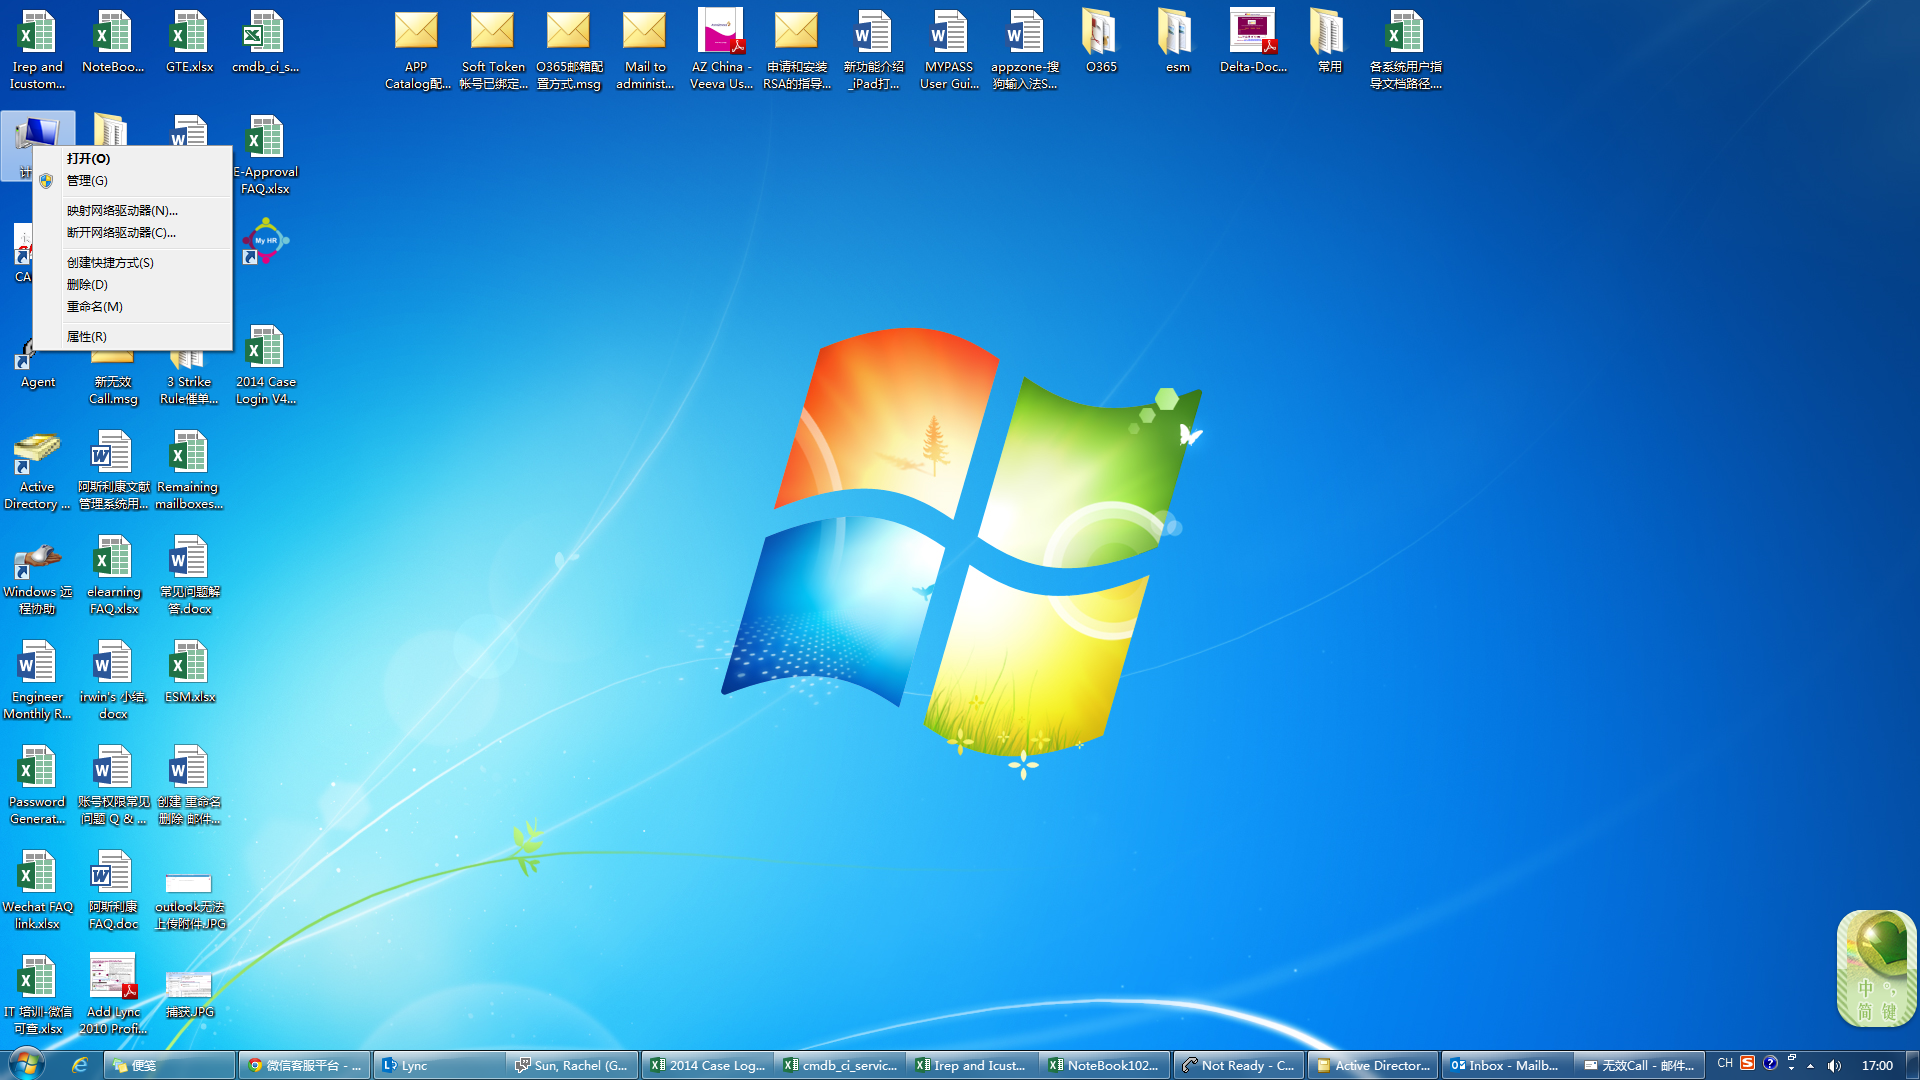 Irep and
Icustom...
NoteBoo...
GTE.xlsx
cmdb_ci_s...
APP
Catalog配...
Soft Token
帐号已绑定...
O365邮箱配
置方式.msg
Mail to
administ...
AZ China -
Veeva Us...
申请和安装
RSA的指导...
新功能介绍
_iPad打...
MYPASS
User Gui...
appzone-搜
狗输入法S...
O365
esm
Delta-Doc...
常用
各系统用户指
导文档路径....
计
打开(O)
管理(G)
映射网络驱动器(N)...
断开网络驱动器(C)...
创建快捷方式(S)
删除(D)
重命名(M)
属性(R)
E-Approval
FAQ.xlsx
CA
My HR
Agent
新无效
Call.msg
3 Strike
Rule催单...
2014 Case
Login V4...
Active
Directory ...
阿斯利康文献
管理系统用...
Remaining
mailboxes...
Windows 远
程协助
elearning
FAQ.xlsx
常见问题解
答.docx
Engineer
Monthly R...
irwin's 小结.
docx
ESM.xlsx
Password
Generat...
账号权限常见
问题 Q & ...
创建 重命名
删除 邮件...
Wechat FAQ
link.xlsx
阿斯利康
FAQ.doc
outlook无法
上传附件.JPG
IT 培训-微信
可查.xlsx
Add Lync
2010 Profi...
捕获.JPG
中 °,
简 键
便笺
微信客服平台 - ...
Lync
Sun, Rachel (G...
2014 Case Log...
cmdb_ci_servic...
Irep and Icust...
NoteBook102...
Not Ready - C...
Active Director...
Inbox - Mailb...
无效Call - 邮件...
CH
17:00